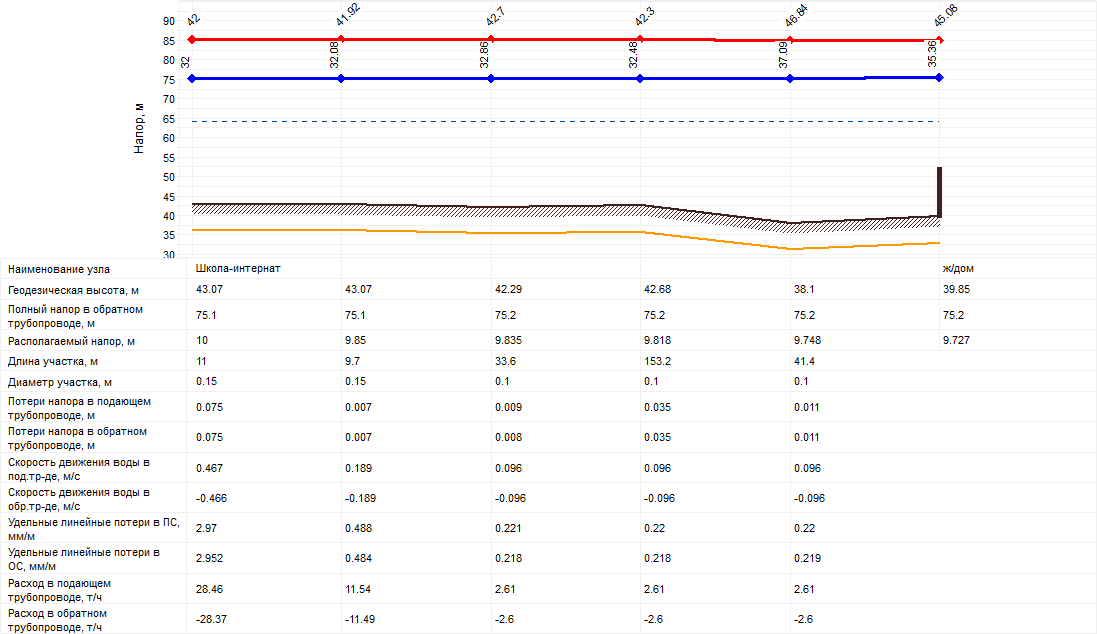 42 41.92 42.7 42.3 46.84 45.08
90
85
80
75
70
65
60
55
50
45
40
35
30
32 32.08 32.86 32.48 37.09 35.36
Напор, м
Наименование узла Школа-интернат ж/дом
Геодезическая высота, м 43.07 43.07 42.29 42.68 38.1 39.85
Полный напор в обратном
трубопроводе, м 75.1 75.1 75.2 75.2 75.2 75.2
Располагаемый напор, м 10 9.85 9.835 9.818 9.748 9.727
Длина участка, м 11 9.7 33.6 153.2 41.4
Диаметр участка, м 0.15 0.15 0.1 0.1 0.1
Потери напора в подающем
трубопроводе, м 0.075 0.007 0.009 0.035 0.011
Потери напора в обратном
трубопроводе, м 0.075 0.007 0.008 0.035 0.011
Скорость движения воды в
под.тр-де, м/с 0.467 0.189 0.096 0.096 0.096
Скорость движения воды в
обр.тр-де, м/с -0.466 -0.189 -0.096 -0.096 -0.096
Удельные линейные потери в ПС,
мм/м 2.97 0.488 0.221 0.22 0.22
Удельные линейные потери в
ОС, мм/м 2.952 0.484 0.218 0.218 0.219
Расход в подающем
трубопроводе, т/ч 28.46 11.54 2.61 2.61 2.61
Расход в обратном
трубопроводе, т/ч -28.37 -11.49 -2.6 -2.6 -2.6